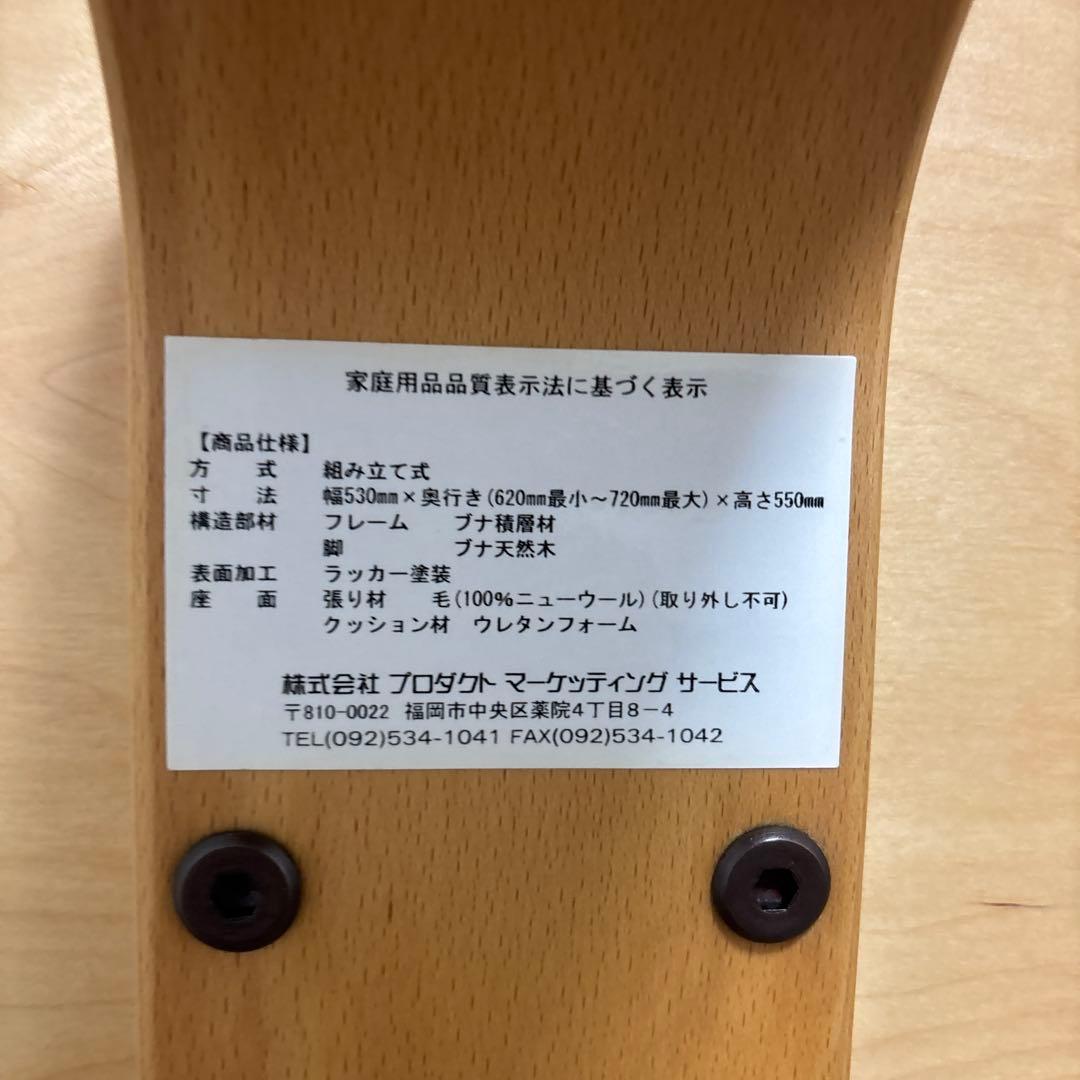 家庭用品品質表示法に基づく表示
【商品仕様】
方　式　組み立て式
寸　法　幅530mm×奥行き(620mm最小～720mm最大)×高さ550mm
構造部材　フレーム　ブナ積層材
脚　ブナ天然木
表面加工　ラッカー塗装
座　面　張り材　毛(100%ニューウール)(取り外し不可)
クッション材　ウレタンフォーム
株式会社 プロダクト マーケッティング サービス
〒810-0022 福岡市中央区薬院4丁目8－4
TEL(092)534-1041 FAX(092)534-1042